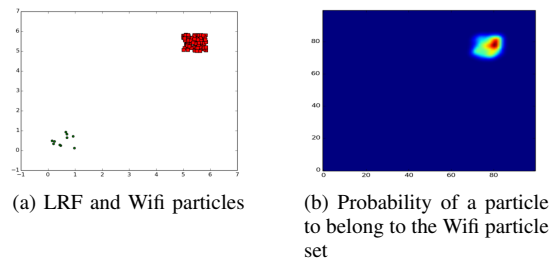 7
6
5
4
3
2
1
0
−1
−1 0 1 2 3 4 5 6 7
80
60
40
20
0
0 20 40 60 80
(a) LRF and Wifi particles
(b) Probability of a particle
to belong to the Wifi particle
set